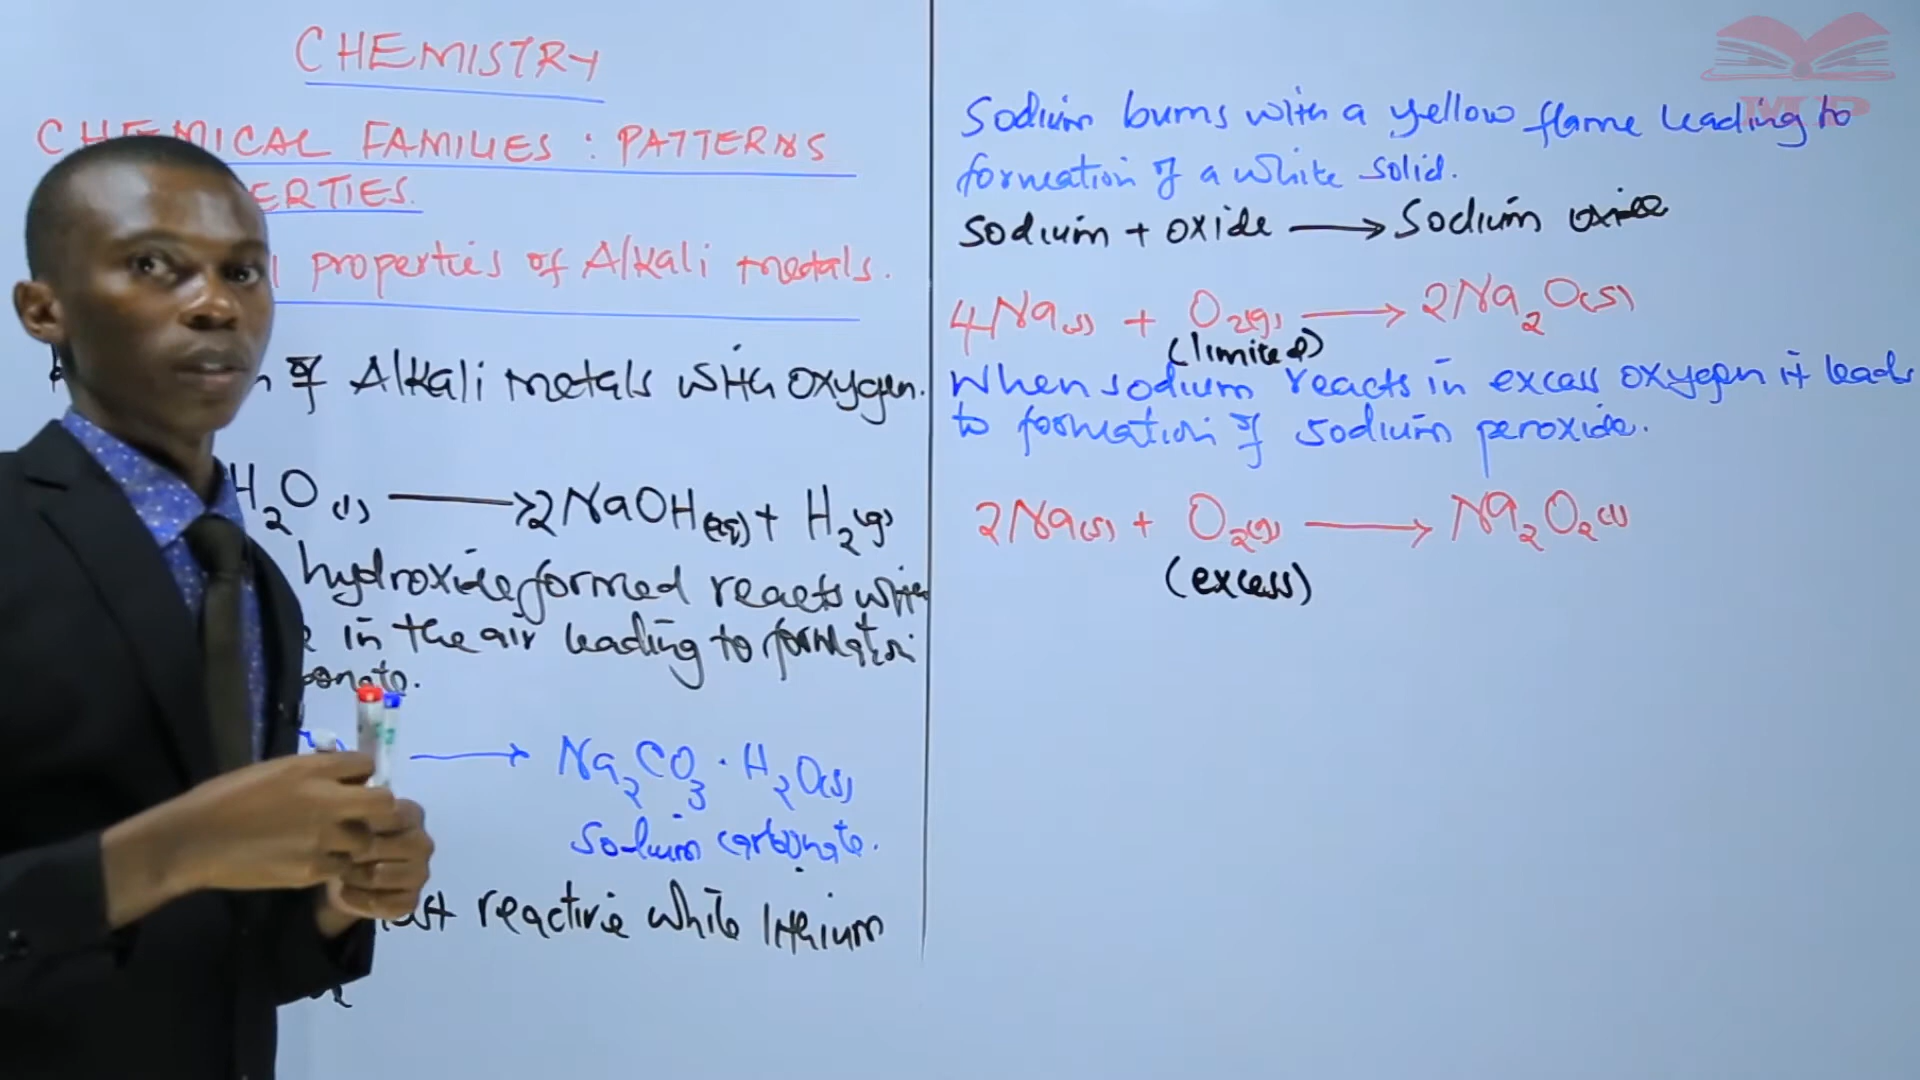 CHEMISTRY
CHEMICAL FAMILIES: PATTERNS
ERTIES.
properties of Alkali metals.
of Alkali metals with oxygen.
H₂O(l) ⟶ 2NaOH(aq) + H₂(g)
hydroxide formed reacts with
in the air leading to formation
onate.
⟶ Na₂CO₃·H₂O(s)
Sodium carbonate.
reactive while lithium
Sodium burns with a yellow flame leading to
formation of a white solid.
Sodium + oxide ⟶ Sodium oxide
4Na(s) + O₂(g) ⟶ 2Na₂O(s)
(limited)
When sodium reacts in excess oxygen it leads
to formation of sodium peroxide.
2Na(s) + O₂(g) ⟶ Na₂O₂(s)
(excess)